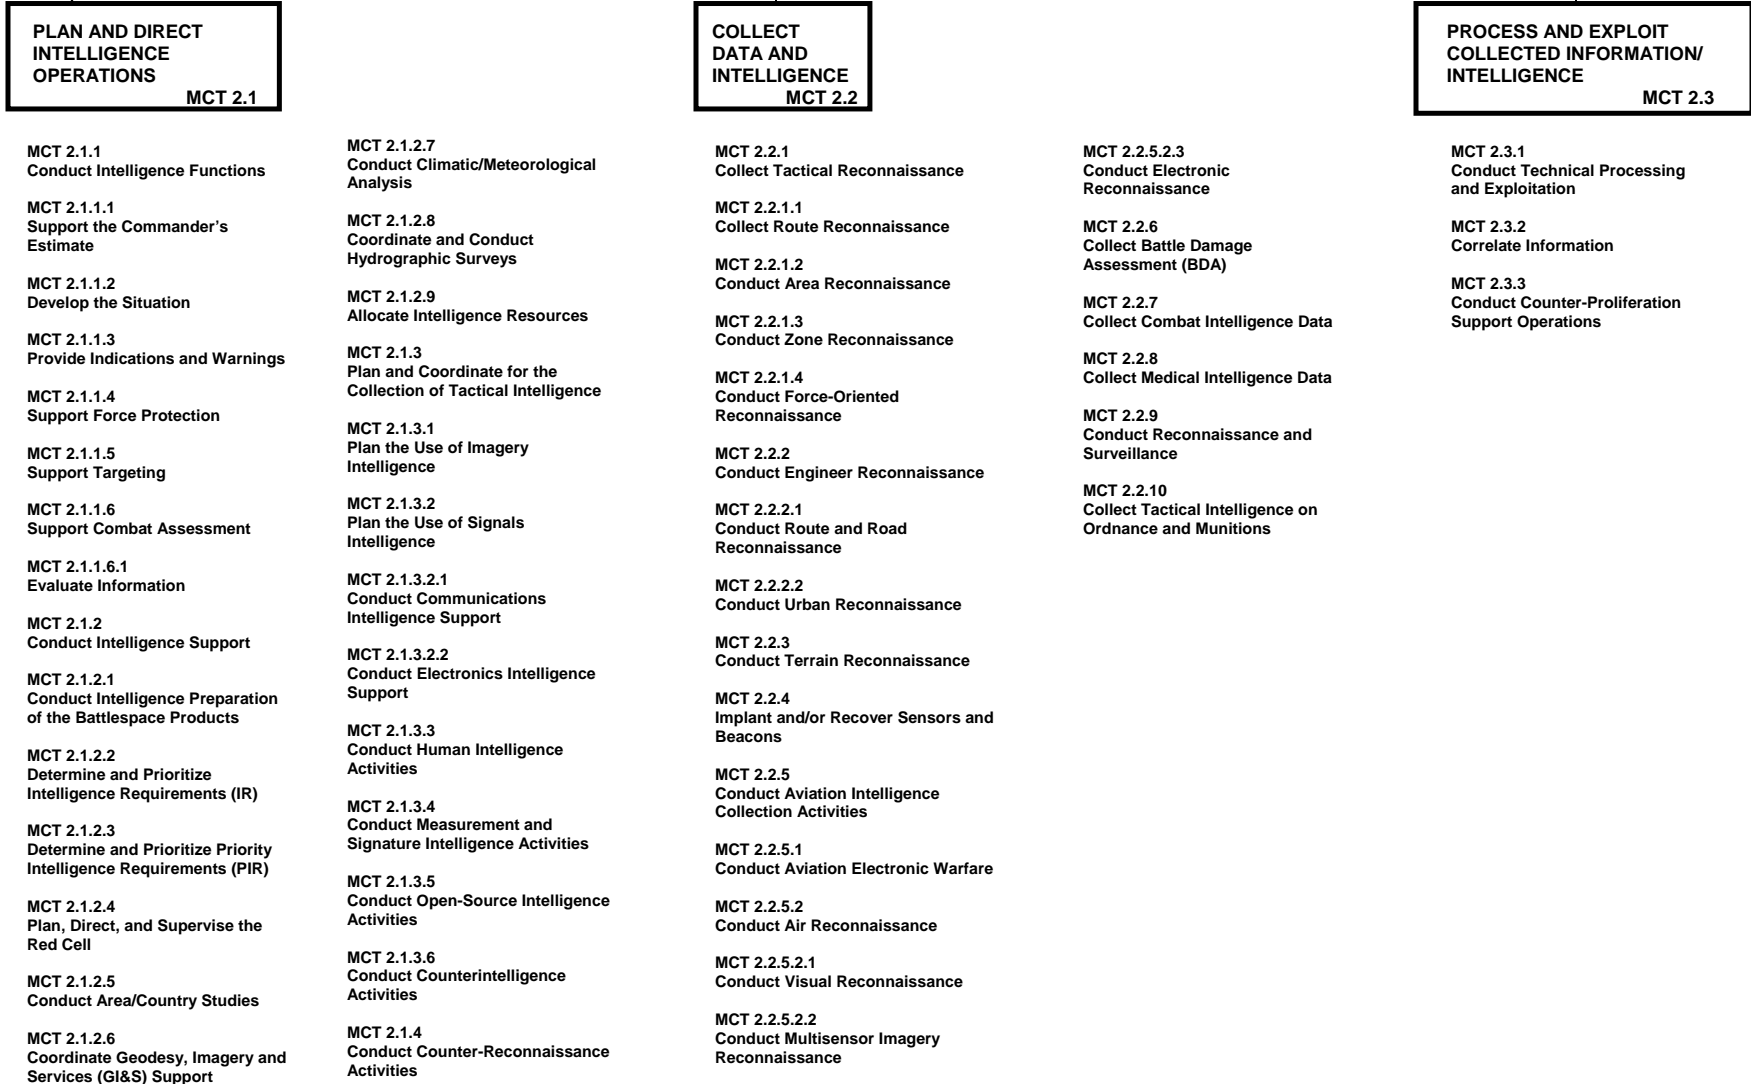 PLAN AND DIRECT
INTELLIGENCE
OPERATIONS
MCT 2.1
MCT 2.1.1
Conduct Intelligence Functions
MCT 2.1.1.1
Support the Commander’s
Estimate
MCT 2.1.1.2
Develop the Situation
MCT 2.1.1.3
Provide Indications and Warnings
MCT 2.1.1.4
Support Force Protection
MCT 2.1.1.5
Support Targeting
MCT 2.1.1.6
Support Combat Assessment
MCT 2.1.1.6.1
Evaluate Information
MCT 2.1.2
Conduct Intelligence Support
MCT 2.1.2.1
Conduct Intelligence Preparation
of the Battlespace Products
MCT 2.1.2.2
Determine and Prioritize
Intelligence Requirements (IR)
MCT 2.1.2.3
Determine and Prioritize Priority
Intelligence Requirements (PIR)
MCT 2.1.2.4
Plan, Direct, and Supervise the
Red Cell
MCT 2.1.2.5
Conduct Area/Country Studies
MCT 2.1.2.6
Coordinate Geodesy, Imagery and
Services (GI&S) Support
MCT 2.1.2.7
Conduct Climatic/Meteorological
Analysis
MCT 2.1.2.8
Coordinate and Conduct
Hydrographic Surveys
MCT 2.1.2.9
Allocate Intelligence Resources
MCT 2.1.3
Plan and Coordinate for the
Collection of Tactical Intelligence
MCT 2.1.3.1
Plan the Use of Imagery
Intelligence
MCT 2.1.3.2
Plan the Use of Signals
Intelligence
MCT 2.1.3.2.1
Conduct Communications
Intelligence Support
MCT 2.1.3.2.2
Conduct Electronics Intelligence
Support
MCT 2.1.3.3
Conduct Human Intelligence
Activities
MCT 2.1.3.4
Conduct Measurement and
Signature Intelligence Activities
MCT 2.1.3.5
Conduct Open-Source Intelligence
Activities
MCT 2.1.3.6
Conduct Counterintelligence
Activities
MCT 2.1.4
Conduct Counter-Reconnaissance
Activities
COLLECT
DATA AND
INTELLIGENCE
MCT 2.2
MCT 2.2.1
Collect Tactical Reconnaissance
MCT 2.2.1.1
Collect Route Reconnaissance
MCT 2.2.1.2
Conduct Area Reconnaissance
MCT 2.2.1.3
Conduct Zone Reconnaissance
MCT 2.2.1.4
Conduct Force-Oriented
Reconnaissance
MCT 2.2.2
Conduct Engineer Reconnaissance
MCT 2.2.2.1
Conduct Route and Road
Reconnaissance
MCT 2.2.2.2
Conduct Urban Reconnaissance
MCT 2.2.3
Conduct Terrain Reconnaissance
MCT 2.2.4
Implant and/or Recover Sensors and
Beacons
MCT 2.2.5
Conduct Aviation Intelligence
Collection Activities
MCT 2.2.5.1
Conduct Aviation Electronic Warfare
MCT 2.2.5.2
Conduct Air Reconnaissance
MCT 2.2.5.2.1
Conduct Visual Reconnaissance
MCT 2.2.5.2.2
Conduct Multisensor Imagery
Reconnaissance
MCT 2.2.5.2.3
Conduct Electronic
Reconnaissance
MCT 2.2.6
Collect Battle Damage
Assessment (BDA)
MCT 2.2.7
Collect Combat Intelligence Data
MCT 2.2.8
Collect Medical Intelligence Data
MCT 2.2.9
Conduct Reconnaissance and
Surveillance
MCT 2.2.10
Collect Tactical Intelligence on
Ordnance and Munitions
PROCESS AND EXPLOIT
COLLECTED INFORMATION/
INTELLIGENCE
MCT 2.3
MCT 2.3.1
Conduct Technical Processing
and Exploitation
MCT 2.3.2
Correlate Information
MCT 2.3.3
Conduct Counter-Proliferation
Support Operations